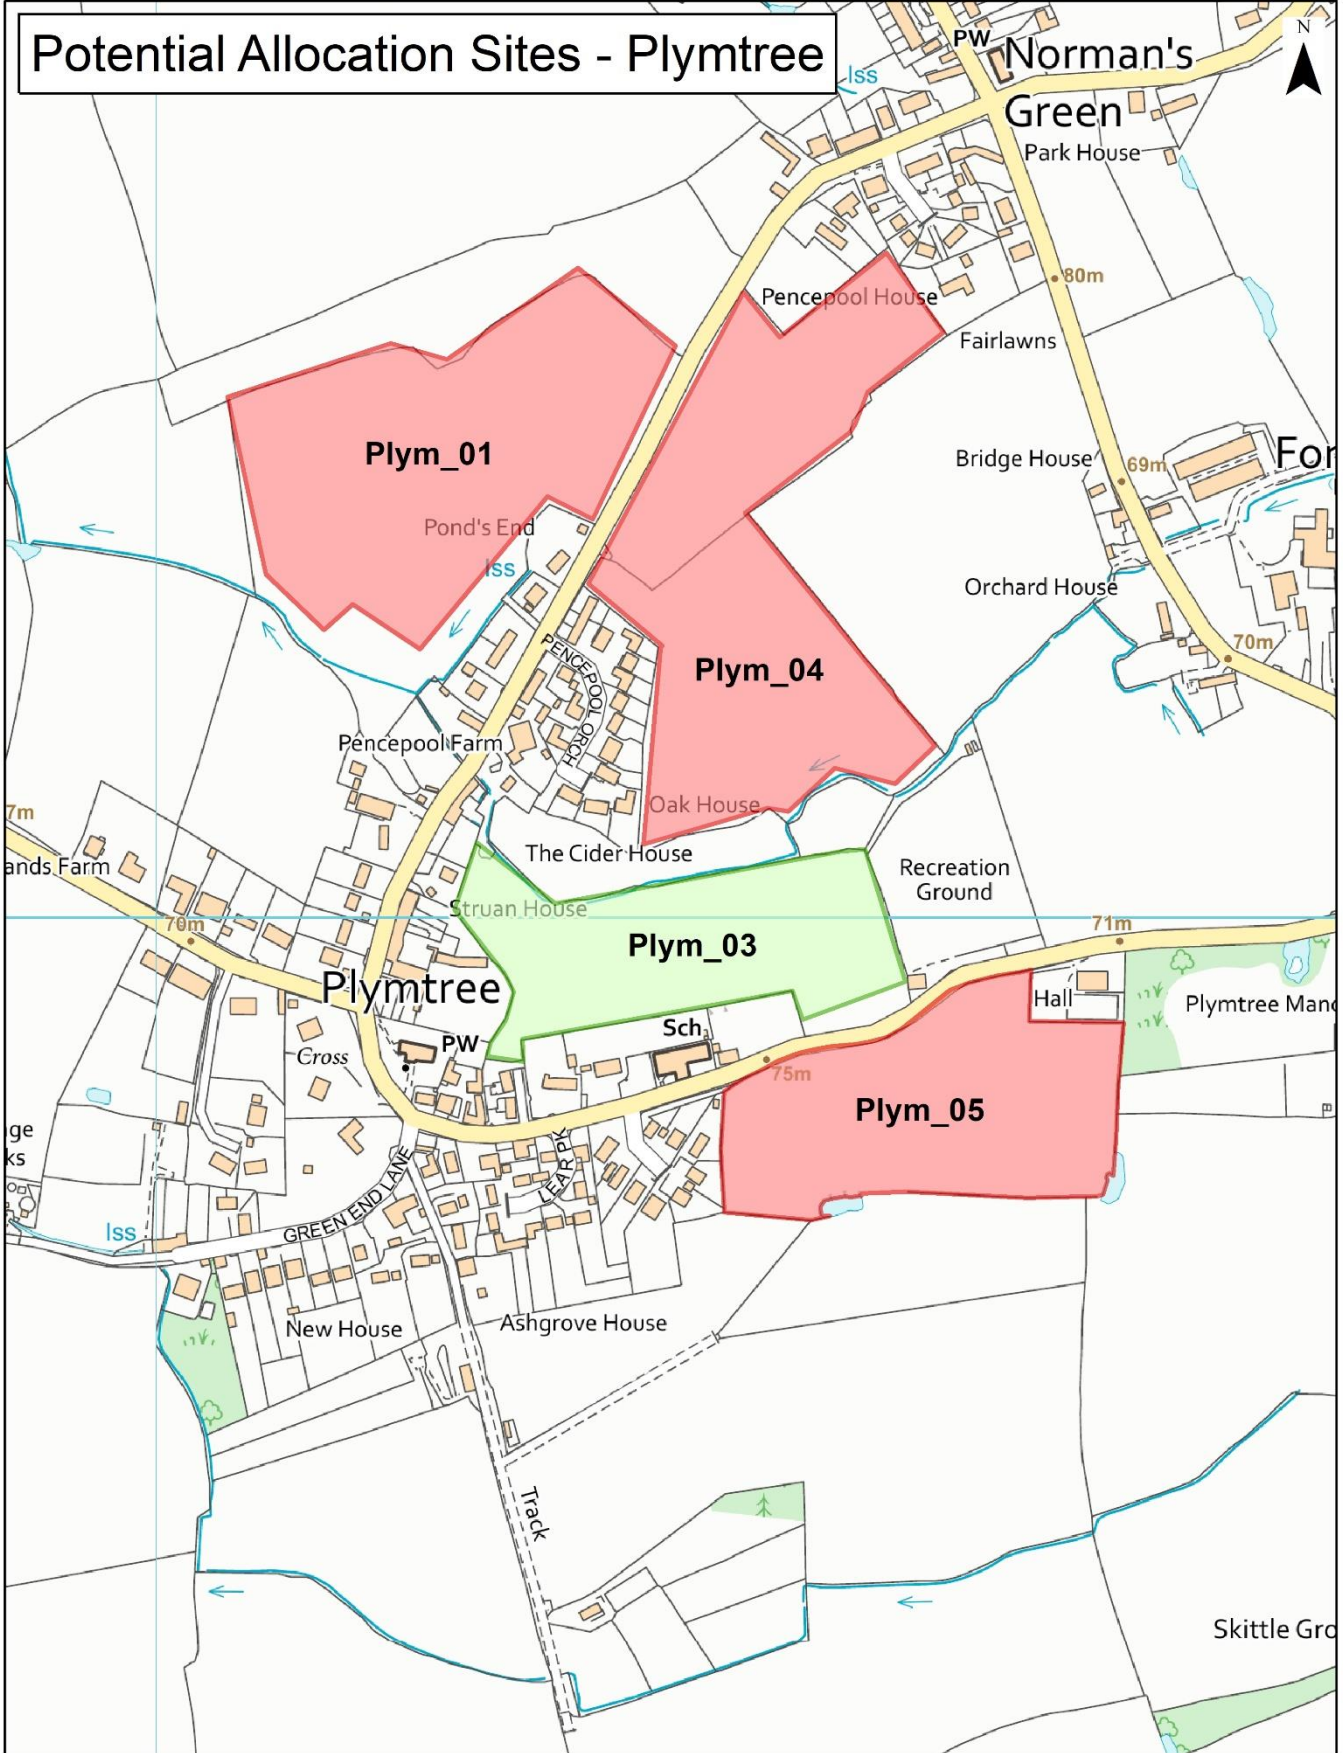 Potential Allocation Sites - Plymtree
N
PW
Norman's
Green
Iss
Park House
80m
Pencepool House
Fairlawns
Plym_01
Bridge House
69m
For
Pond's End
Iss
Orchard House
PENCEPOOL ORCH
Plym_04
70m
Pencepool Farm
7m
Oak House
ands Farm
The Cider House
Recreation
Ground
Struan House
70m
Plym_03
71m
Plymtree
Hall
Plymtree Mano
Sch
PW
Cross
75m
Plym_05
ge
ks
LEAR PK
GREEN END LANE
Iss
New House
Ashgrove House
Track
Skittle Gro